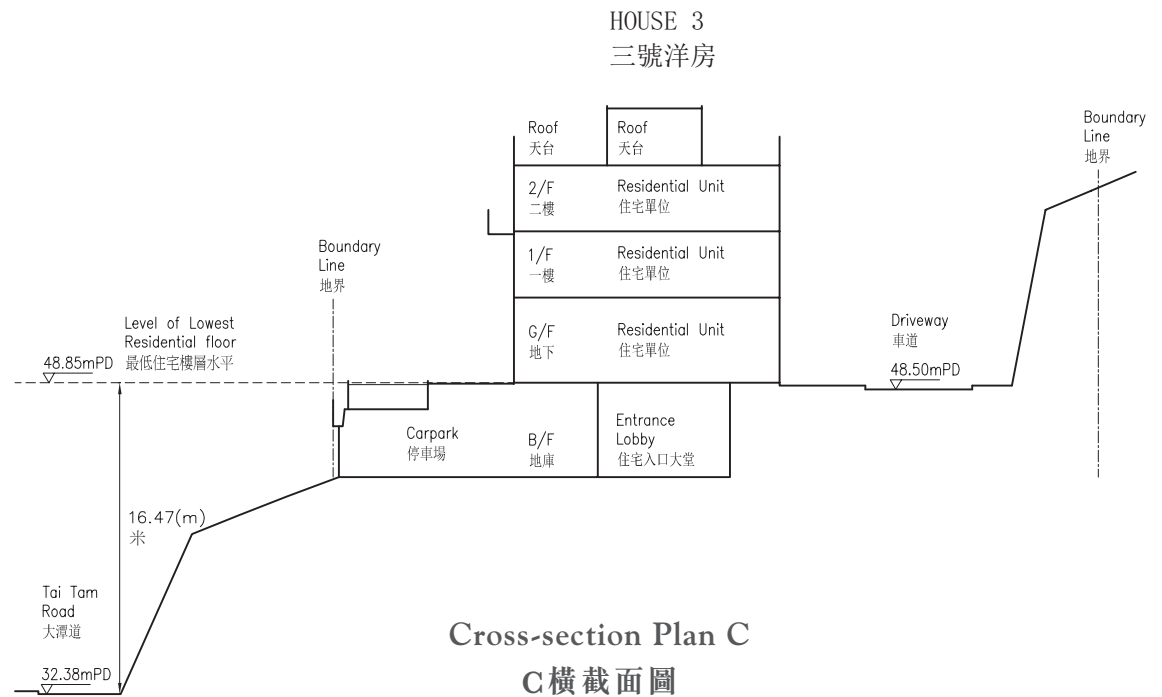 HOUSE 3
三號洋房
Roof
天台
Roof
天台
Boundary
Line
地界
2/F
二樓
Residential Unit
住宅單位
1/F
一樓
Residential Unit
住宅單位
Boundary
Line
地界
G/F
地下
Residential Unit
住宅單位
Level of Lowest
Residential floor
最低住宅樓層水平
48.85mPD
Driveway
車道
48.50mPD
Carpark
停車場
B/F
地庫
Entrance
Lobby
住宅入口大堂
16.47(m)
米
Tai Tam
Road
大潭道
32.38mPD
Cross-section Plan C
C橫截面圖